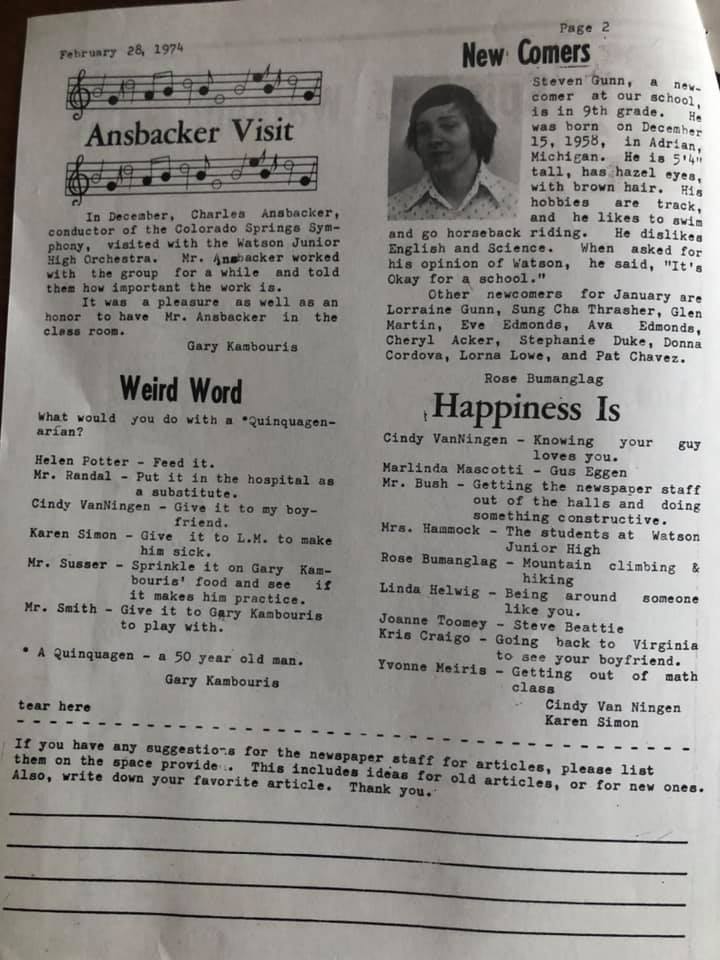 February 28, 1974
Page 2
Ansbacker Visit
In December, Charles Ansbacker,
conductor of the Colorado Springs Sym-
phony, visited with the Watson Junior
High Orchestra. Mr. Ansbacker worked
with the group for a while and told
them how important the work is.
It was a pleasure as well as an
honor to have Mr. Ansbacker in the
class room.
Gary Kambouris
Weird Word
What would you do with a *Quinquagen-
arian?
Helen Potter - Feed it.
Mr. Randal - Put it in the hospital as
a substitute.
Cindy VanNingen - Give it to my boy-
friend.
Karen Simon - Give it to L.M. to make
him sick.
Mr. Susser - Sprinkle it on Gary Kam-
bouris' food and see if
it makes him practice.
Mr. Smith - Give it to Gary Kambouris
to play with.
* A Quinquagen - a 50 year old man.
Gary Kambouris
New Comers
Steven Gunn, a new-
comer at our school,
is in 9th grade. He
was born on December
15, 1958, in Adrian,
Michigan. He is 5'4"
tall, has hazel eyes,
with brown hair. His
hobbies are track,
and he likes to swim
and go horseback riding. He dislikes
English and Science. When asked for
his opinion of Watson, he said, "It's
Okay for a school."
Other newcomers for January are
Lorraine Gunn, Sung Cha Thrasher, Glen
Martin, Eve Edmonds, Ava Edmonds,
Cheryl Acker, Stephanie Duke, Donna
Cordova, Lorna Lowe, and Pat Chavez.
Rose Bumanglag
Happiness Is
Cindy VanNingen - Knowing your guy
loves you.
Marlinda Mascotti - Gus Eggen
Mr. Bush - Getting the newspaper staff
out of the halls and doing
something constructive.
Mrs. Hammock - The students at Watson
Junior High
Rose Bumanglag - Mountain climbing &
hiking
Linda Helwig - Being around someone
like you.
Joanne Toomey - Steve Beattie
Kris Craigo - Going back to Virginia
to see your boyfriend.
Yvonne Meiris - Getting out of math
class
Cindy Van Ningen
Karen Simon
tear here
If you have any suggestions for the newspaper staff for articles, please list
them on the space provide . This includes ideas for old articles, or for new ones.
Also, write down your favorite article. Thank you.